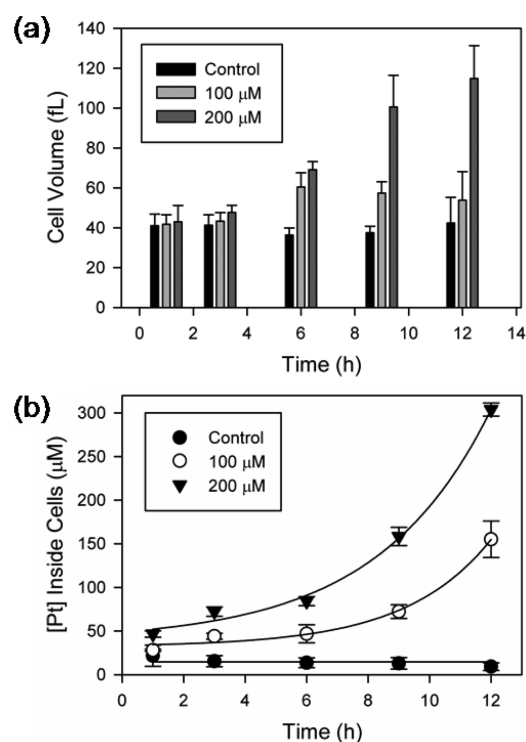 (a)
Cell Volume (fL)
140
120
100
80
60
40
20
0
Control
100 μM
200 μM
0 2 4 6 8 10 12 14
Time (h)
(b)
[Pt] Inside Cells (μM)
300
250
200
150
100
50
0
Control
100 μM
200 μM
0 2 4 6 8 10 12
Time (h)